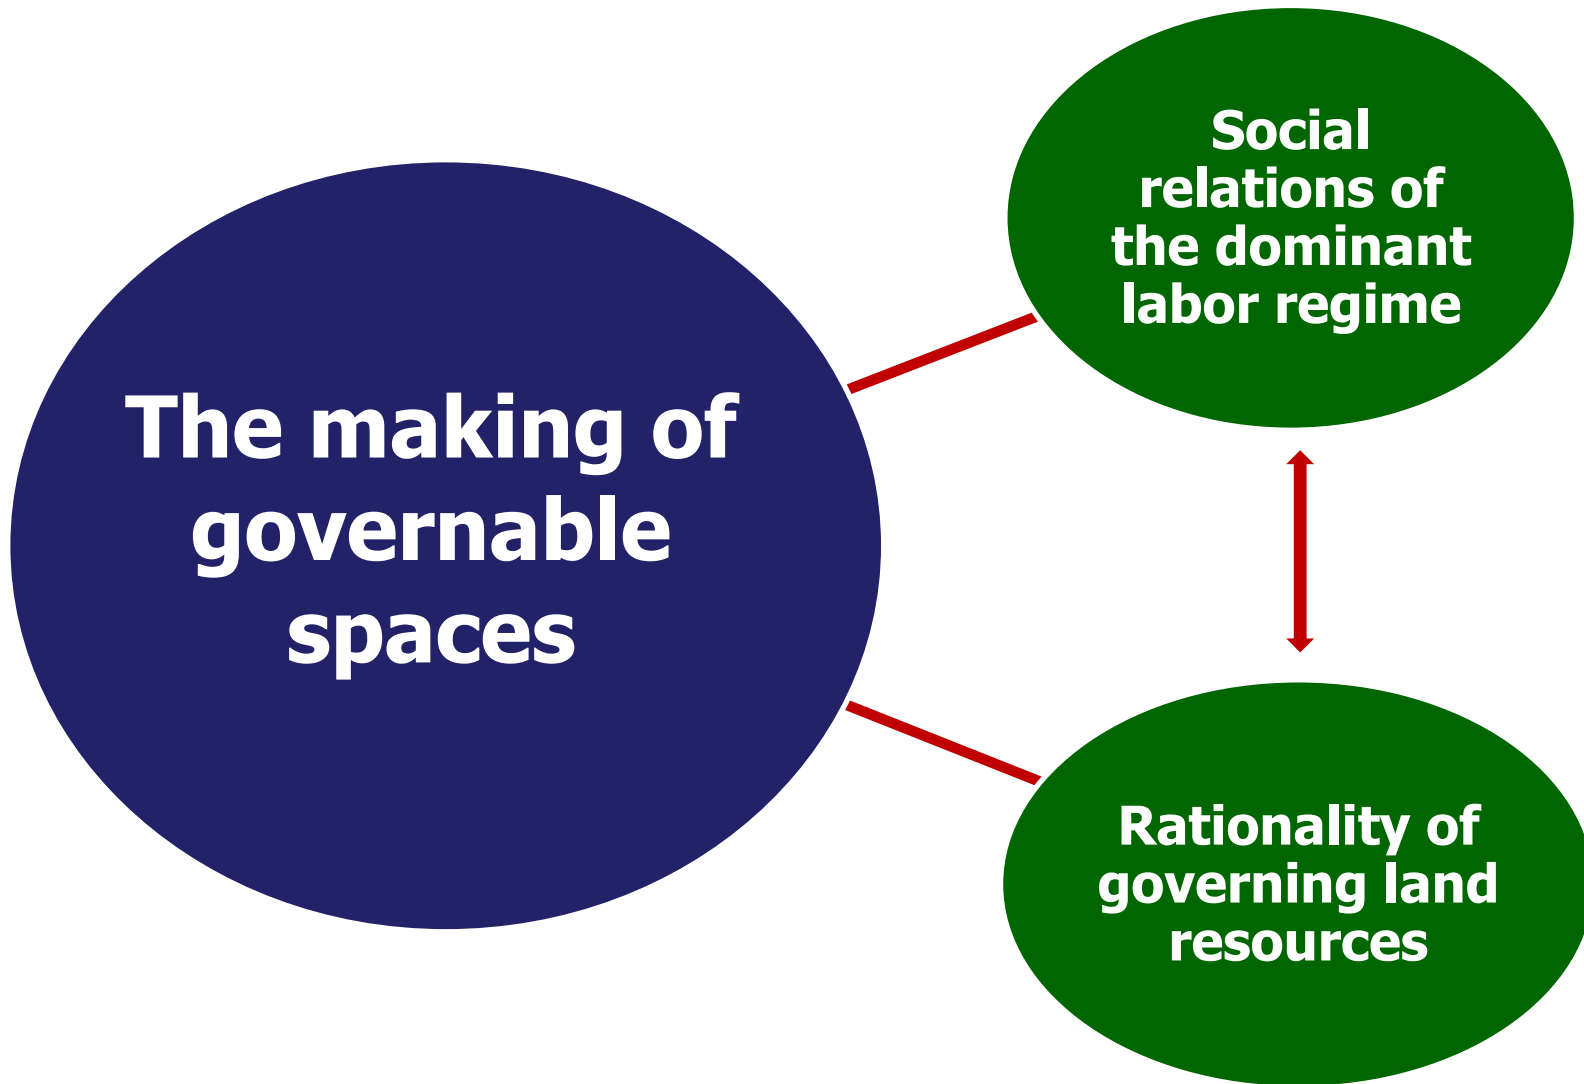 The making of
governable
spaces
Social
relations of
the dominant
labor regime
Rationality of
governing land
resources